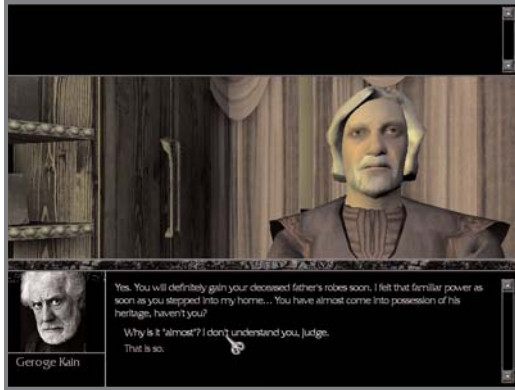 Yes. You will definitely gain your deceased father's robes soon. I felt that familiar power as
soon as you stepped into my home... You have almost come into possession of his
heritage, haven't you?
Why is it "almost"? I don't understand you, judge.
That is so.
Geroge Kain